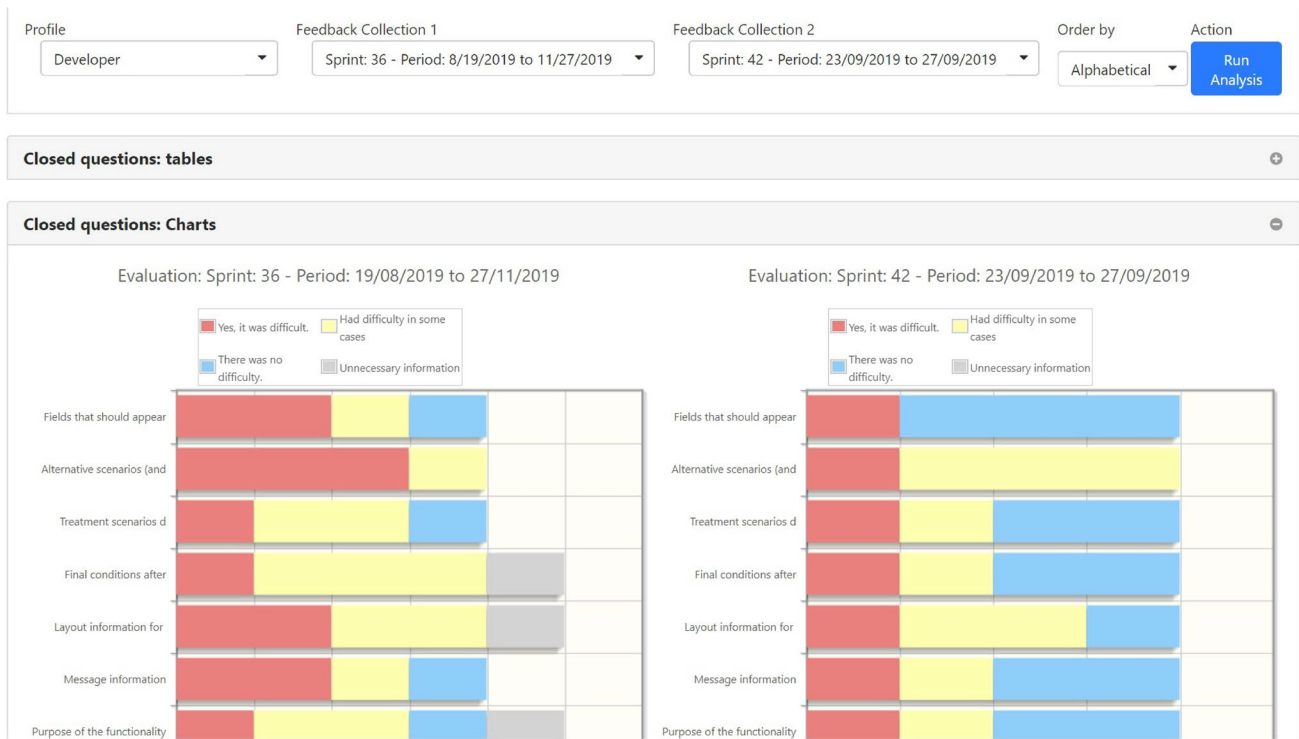 Profile
Feedback Collection 1
Feedback Collection 2
Order by
Action
Developer
Sprint: 36 - Period: 8/19/2019 to 11/27/2019
Sprint: 42 - Period: 23/09/2019 to 27/09/2019
Alphabetical
Run
Analysis
Closed questions: tables
Closed questions: Charts
Evaluation: Sprint: 36 - Period: 19/08/2019 to 27/11/2019
Yes, it was difficult.
Had difficulty in some
cases
There was no
difficulty.
Unnecessary information
Fields that should appear
Alternative scenarios (and
Treatment scenarios d
Final conditions after
Layout information for
Message information
Purpose of the functionality
Evaluation: Sprint: 42 - Period: 23/09/2019 to 27/09/2019
Yes, it was difficult.
Had difficulty in some
cases
There was no
difficulty.
Unnecessary information
Fields that should appear
Alternative scenarios (and
Treatment scenarios d
Final conditions after
Layout information for
Message information
Purpose of the functionality